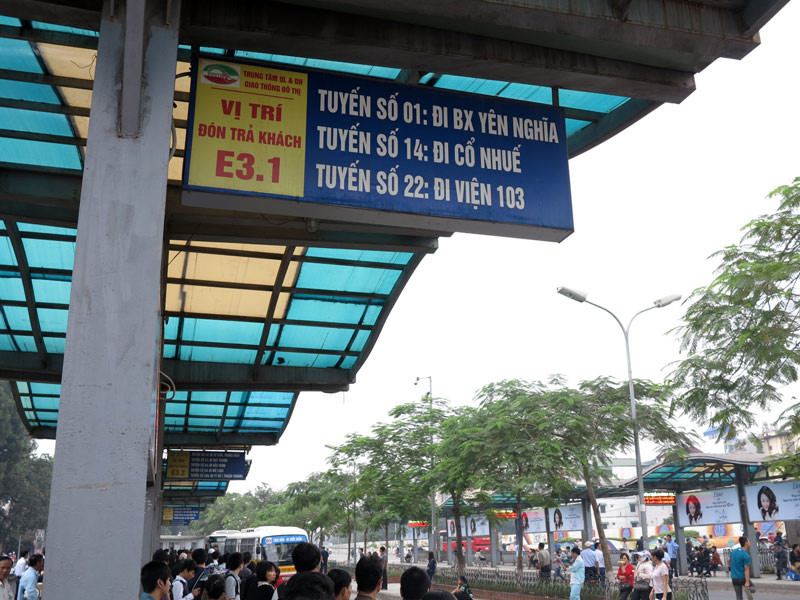 TRUNG TÂM QL & ĐH
GIAO THÔNG ĐÔ THỊ
VỊ TRÍ
ĐÓN TRẢ KHÁCH
E3.1
TUYẾN SỐ 01: ĐI BX YÊN NGHĨA
TUYẾN SỐ 14: ĐI CỔ NHUẾ
TUYẾN SỐ 22: ĐI VIỆN 103